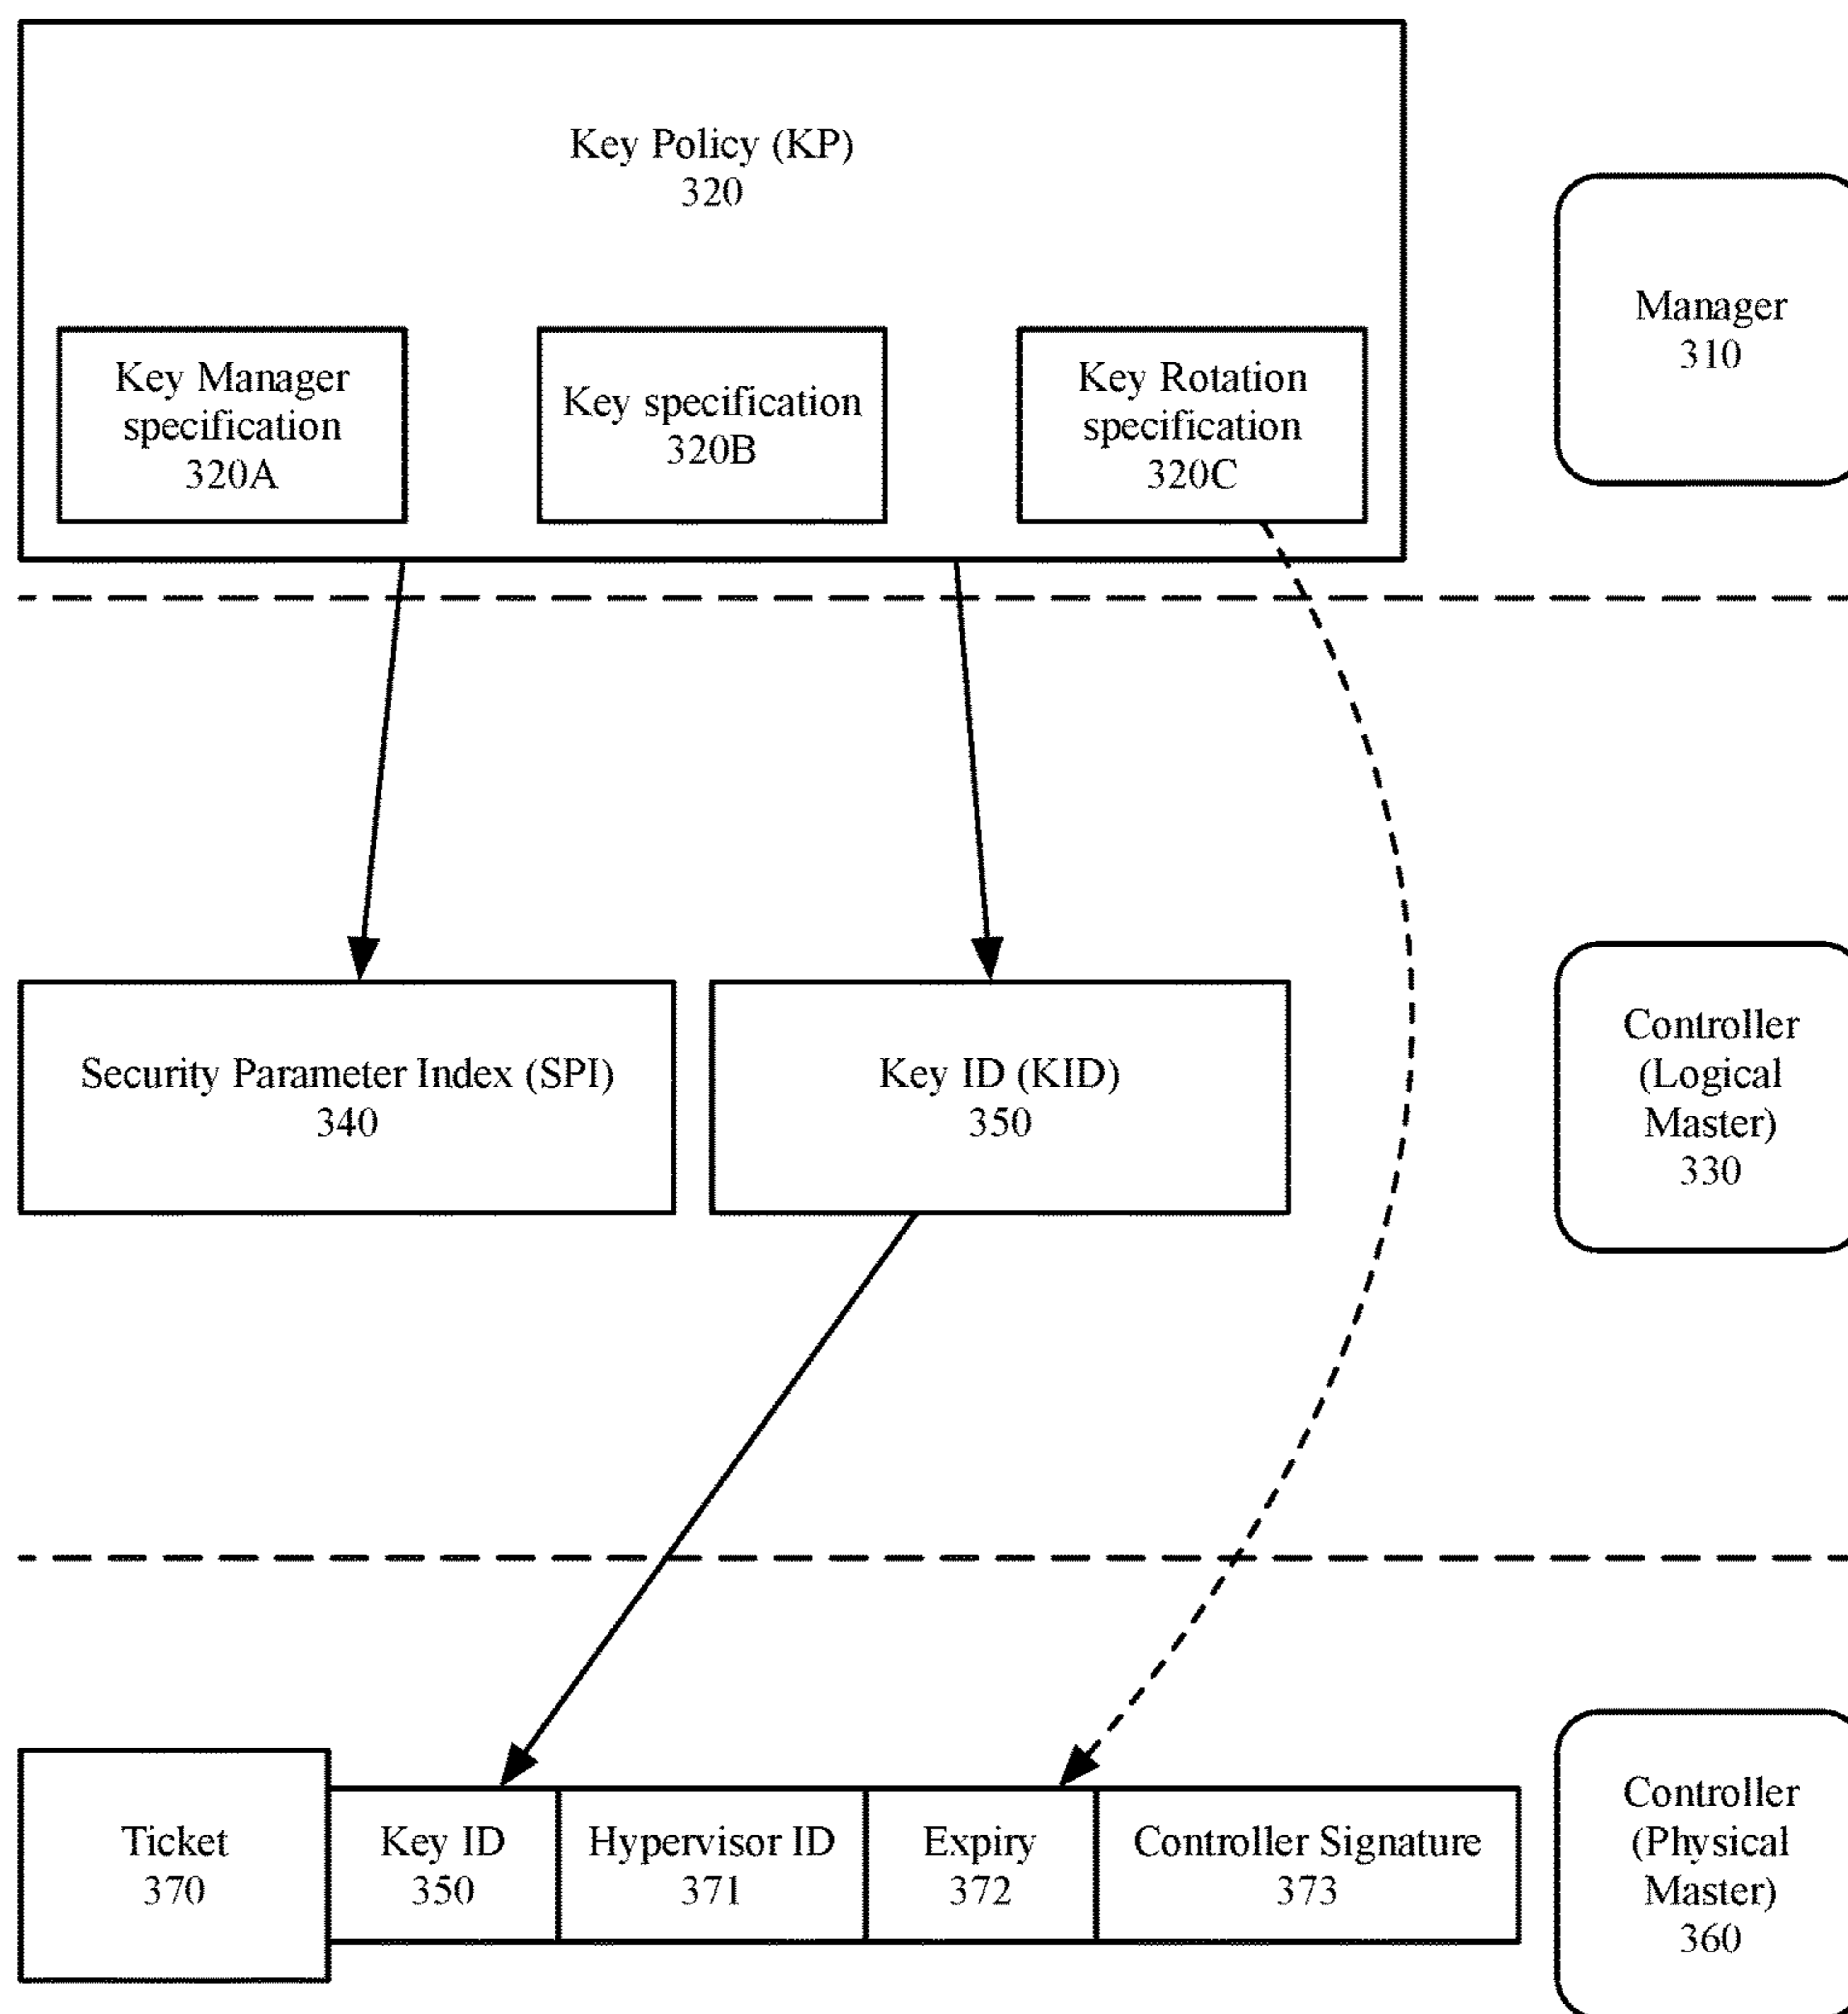 Key Policy (KP)
320
Key Manager
specification
320A
Key specification
320B
Key Rotation
specification
320C
Manager
310
Security Parameter Index (SPI)
340
Key ID (KID)
350
Controller
(Logical
Master)
330
Ticket
370
Key ID
350
Hypervisor ID
371
Expiry
372
Controller Signature
373
Controller
(Physical
Master)
360